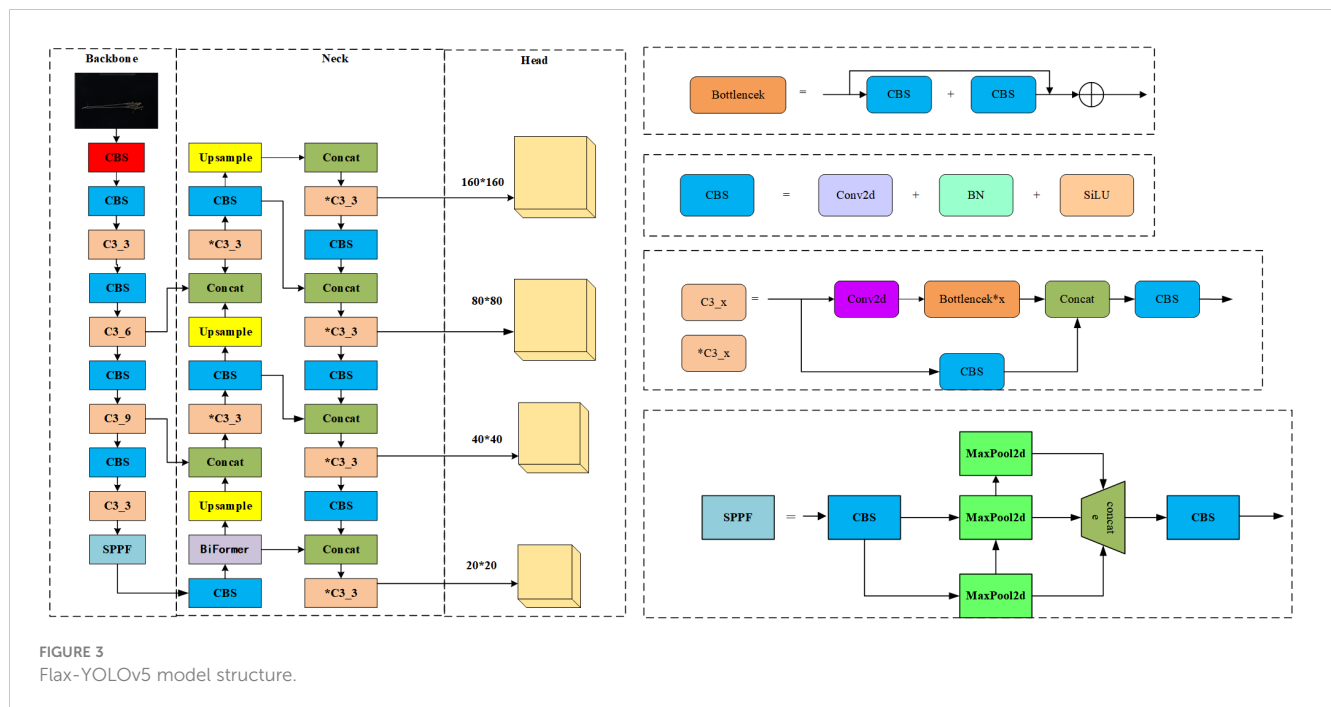 Backbone
Neck
Head
CBS
CBS
C3_3
CBS
C3_6
CBS
C3_9
CBS
C3_3
SPPF
Upsample
CBS
*C3_3
Concat
Upsample
CBS
*C3_3
Concat
Upsample
BiFormer
CBS
Concat
*C3_3
CBS
Concat
*C3_3
CBS
Concat
*C3_3
CBS
Concat
*C3_3
160*160
80*80
40*40
20*20
Bottlencek = CBS + CBS
CBS = Conv2d + BN + SiLU
C3_x = Conv2d Bottlencek*x Concat CBS
*C3_x
CBS
MaxPool2d
SPPF = CBS MaxPool2d concat CBS
e
MaxPool2d
FIGURE 3
Flax-YOLOv5 model structure.